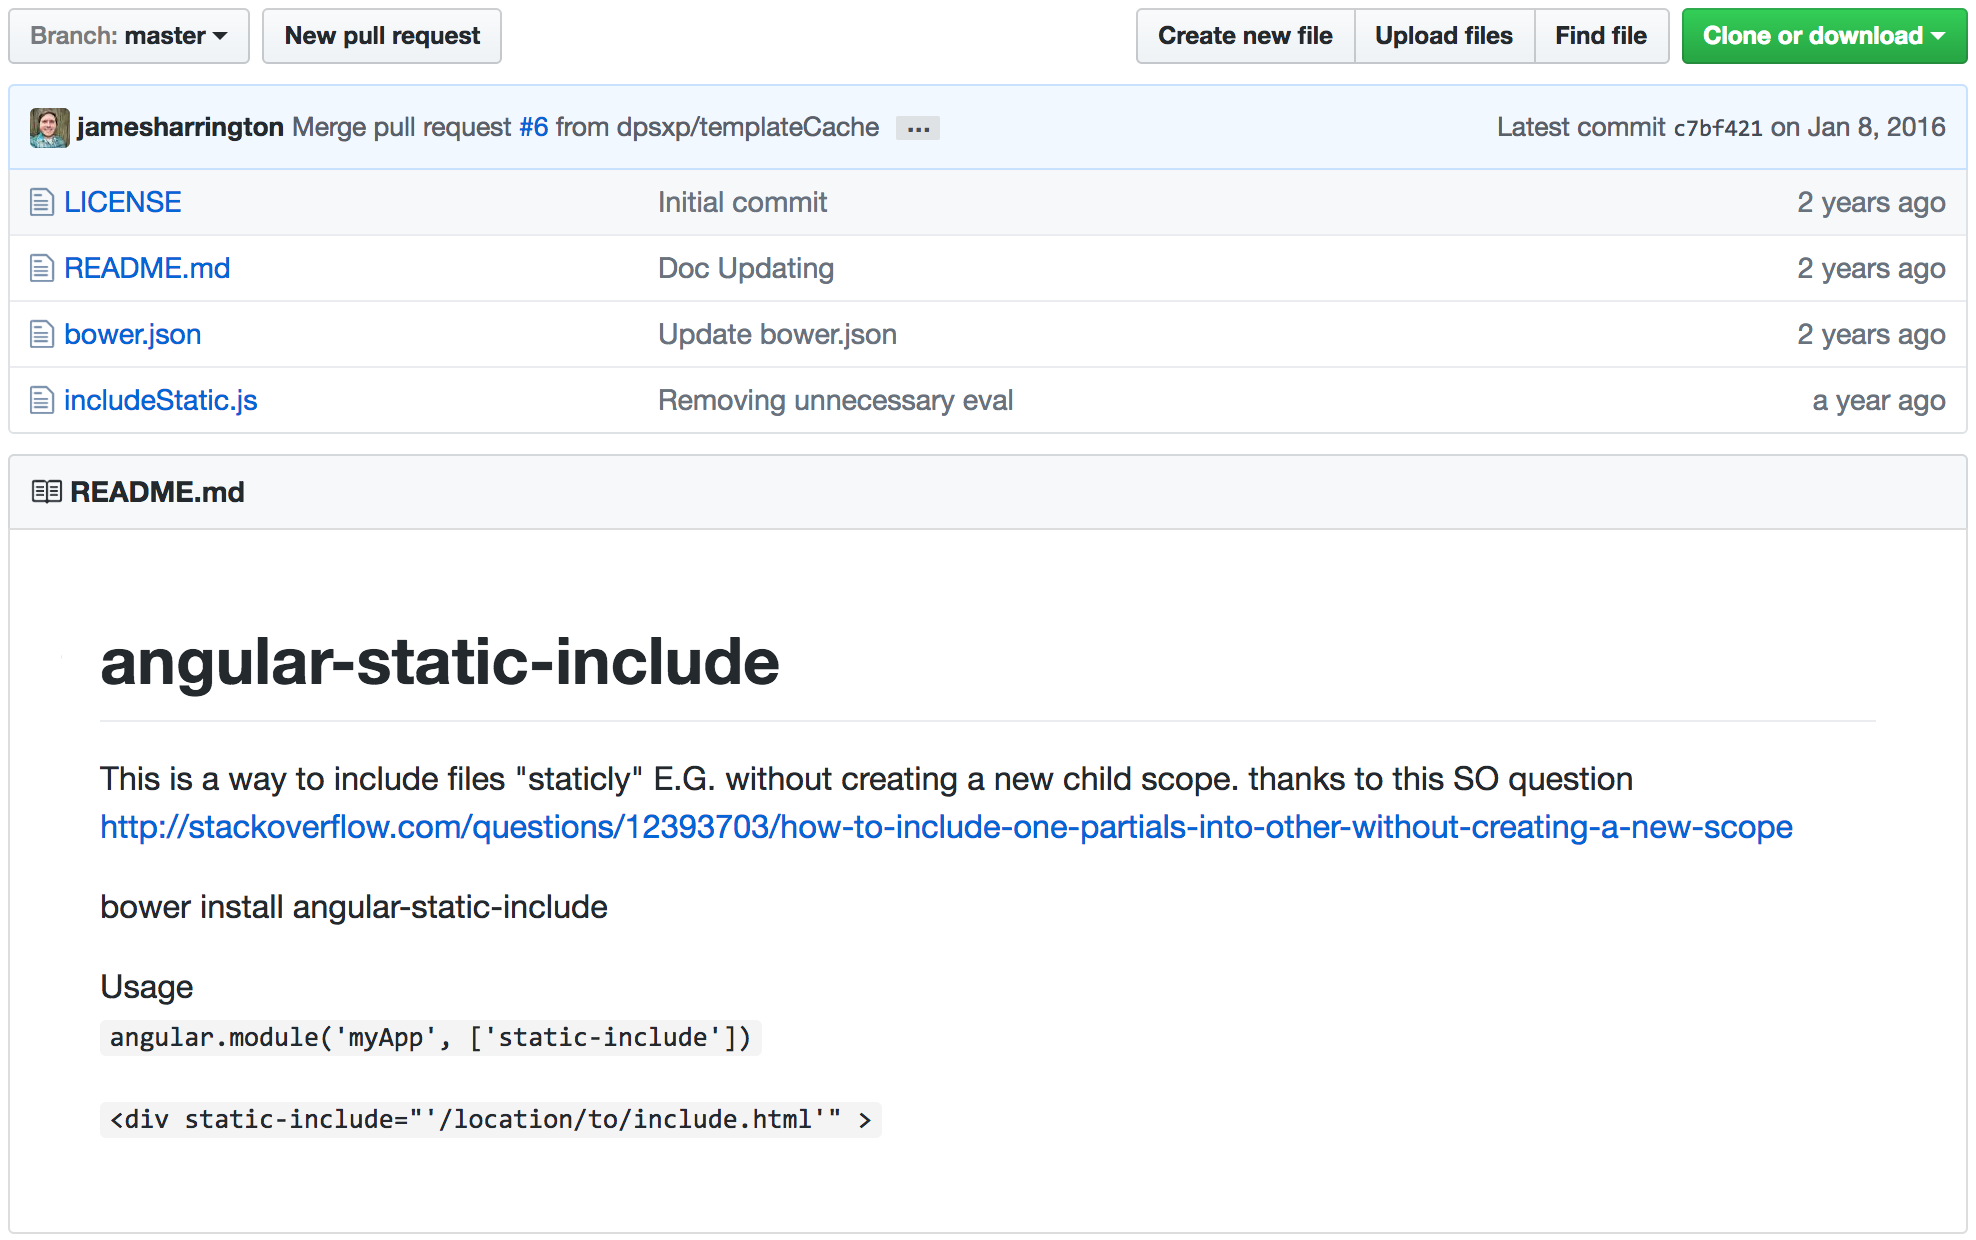 Branch: master New pull request Create new file Upload files Find file Clone or download
jamesharrington Merge pull request #6 from dpsxp/templateCache ... Latest commit c7bf421 on Jan 8, 2016
LICENSE Initial commit 2 years ago
README.md Doc Updating 2 years ago
bower.json Update bower.json 2 years ago
includeStatic.js Removing unnecessary eval a year ago
README.md
angular-static-include
This is a way to include files "staticly" E.G. without creating a new child scope. thanks to this SO question
http://stackoverflow.com/questions/12393703/how-to-include-one-partials-into-other-without-creating-a-new-scope
bower install angular-static-include
Usage
angular.module('myApp', ['static-include'])
<div static-include="'/location/to/include.html'" >